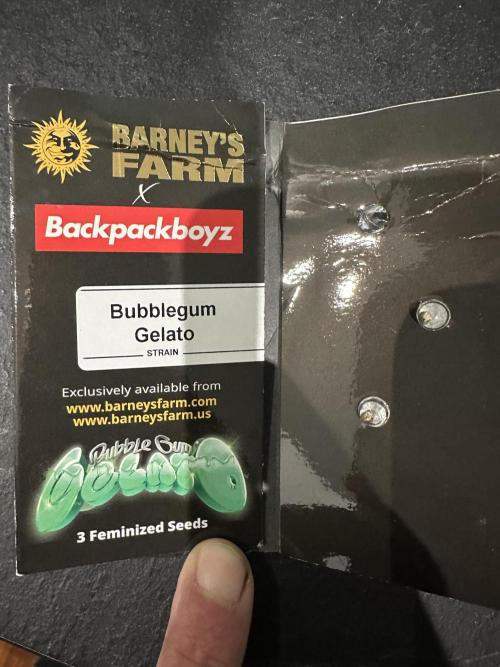 BARNEY'S
FARM
X
Backpackboyz
Bubblegum
Gelato
STRAIN
Exclusively available from
www.barneysfarm.com
www.barneysfarm.us
Bubble Gum
Gelato
3 Feminized Seeds